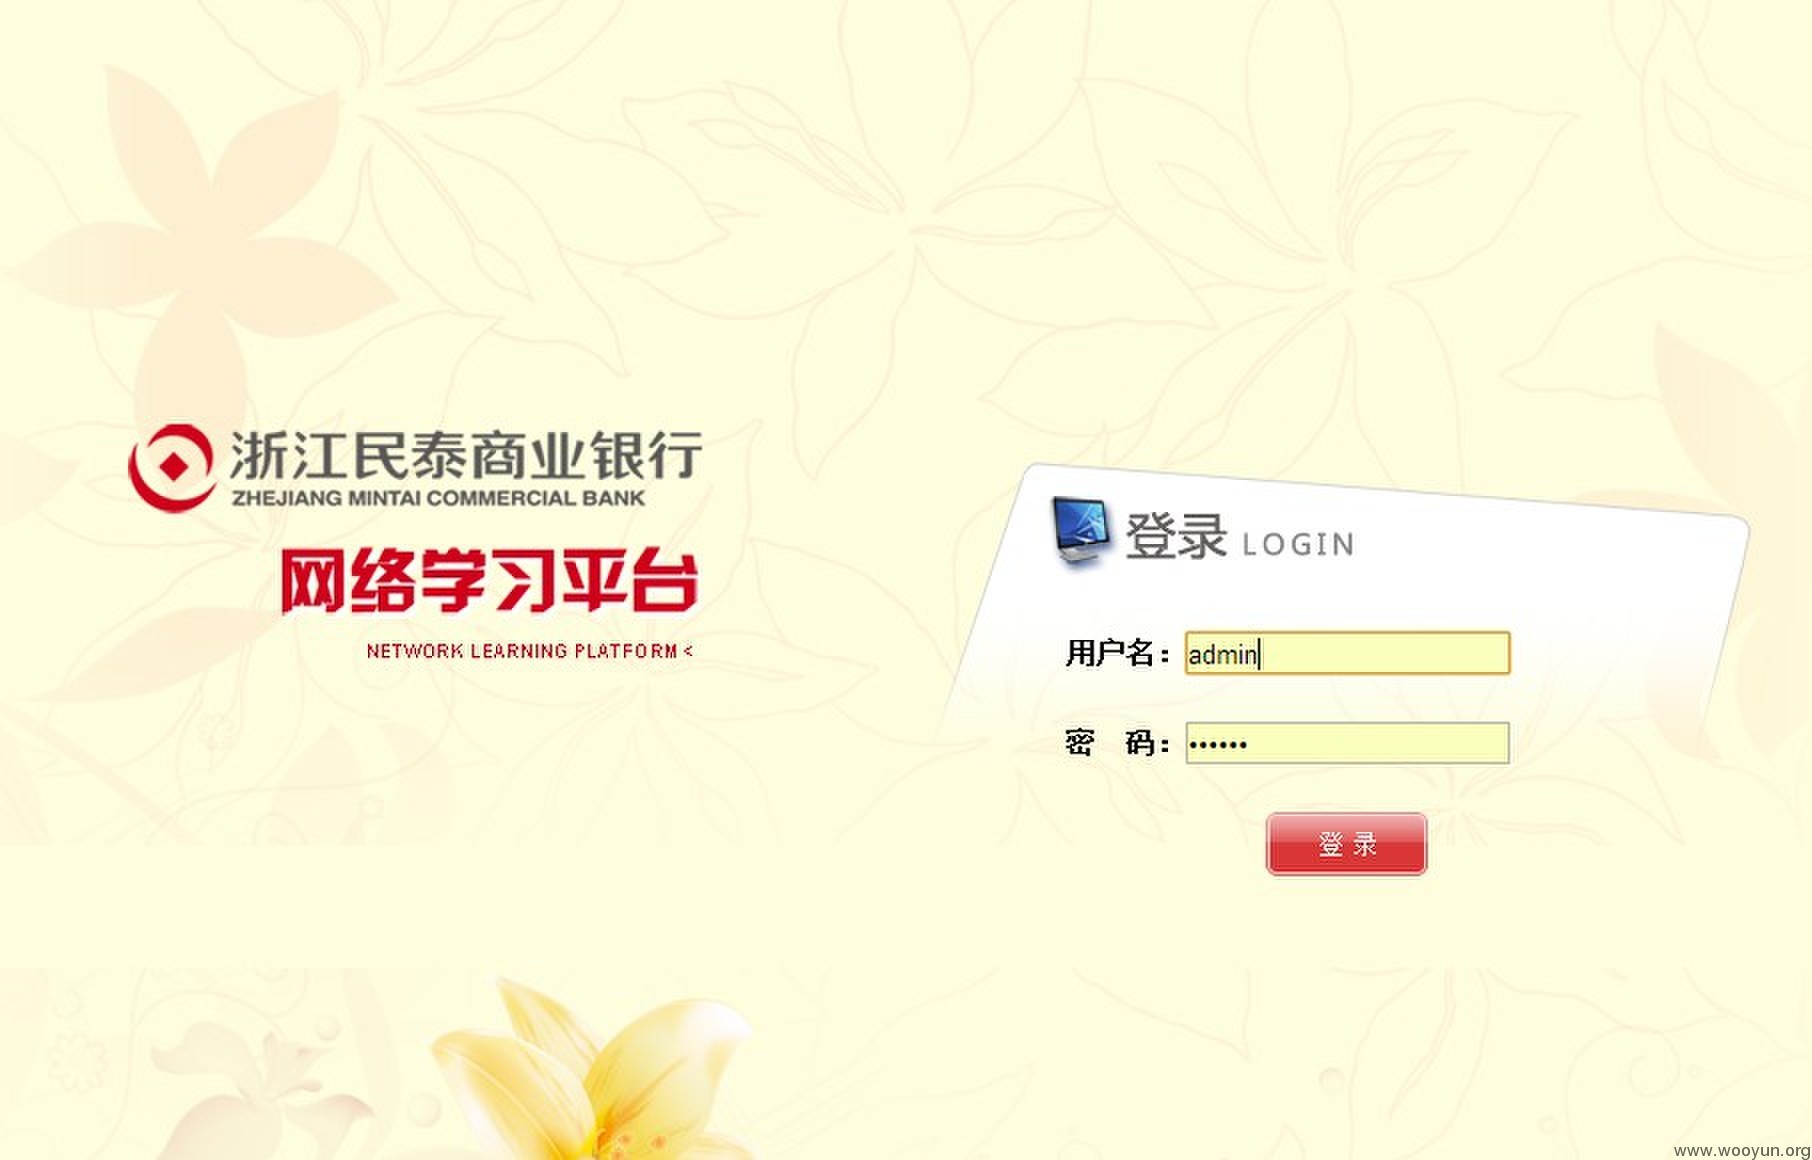 浙江民泰商业银行
ZHEJIANG MINTAI COMMERCIAL BANK
网络学习平台
NETWORK LEARNING PLATFORM <
登录 LOGIN
用户名： admin
密 码： ••••••
登 录
www.wooyun.org